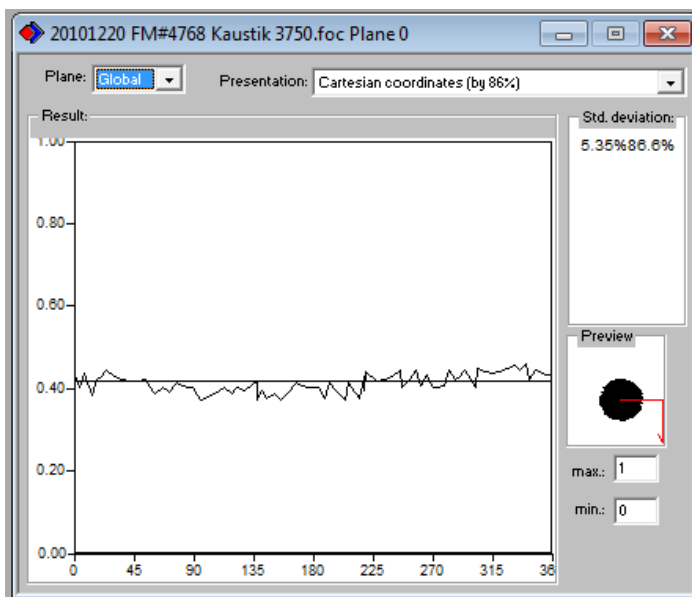 20101220 FM#4768 Kaustik 3750.foc Plane 0
Plane: Global Presentation: Cartesian coordinates (by 86%)
Result: Std. deviation:
1.00 5.35%86.6%
0.80
0.60
Preview
0.40
0.20
max.: 1
min.: 0
0.00
0 45 90 135 180 225 270 315 36